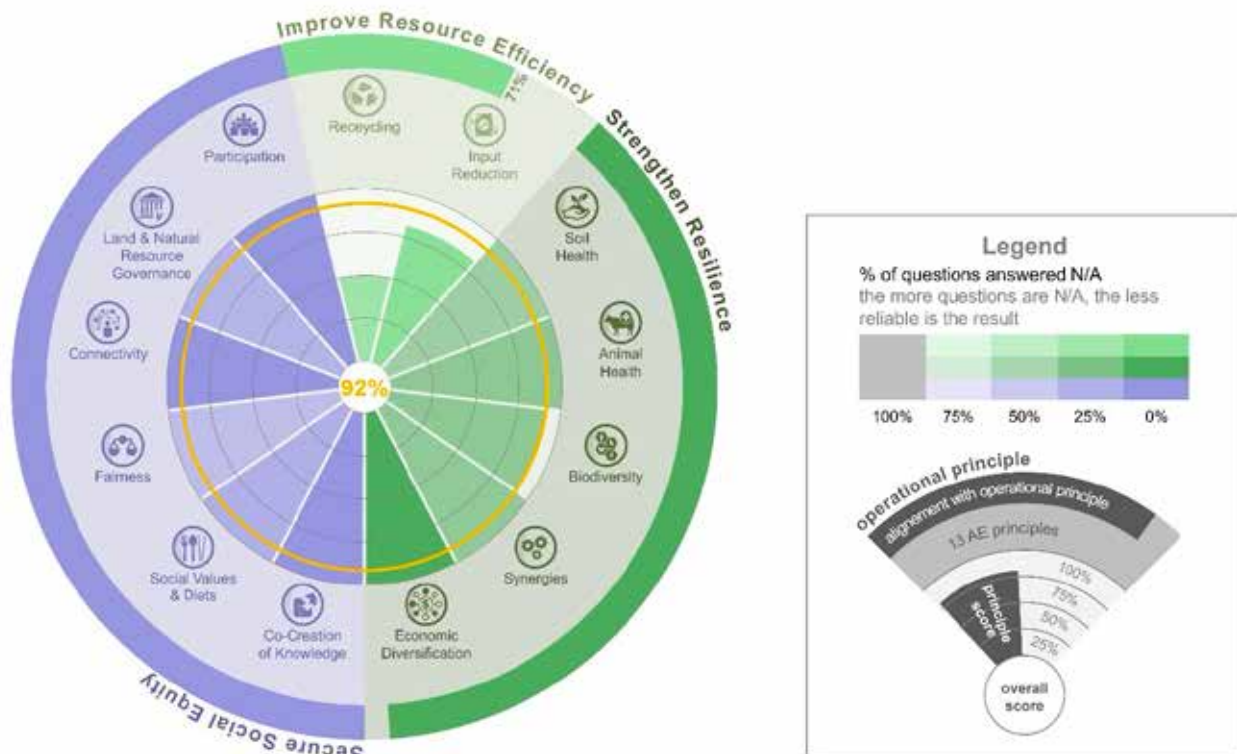 Improve Resource Efficiency
71%
Strengthen Resilience
Secure Social Equity
Receycling
Input
Reduction
Soil
Health
Animal
Health
Biodiversity
Synergies
Economic
Diversification
Co-Creation
of Knowledge
Social Values
& Diets
Fairness
Connectivity
Land & Natural
Resource
Governance
Participation
92%
Legend
% of questions answered N/A
the more questions are N/A, the less
reliable is the result
100% 75% 50% 25% 0%
operational principle
alignement with operational principle
13 AE principles
100%
75%
50%
25%
principle
score
overall
score